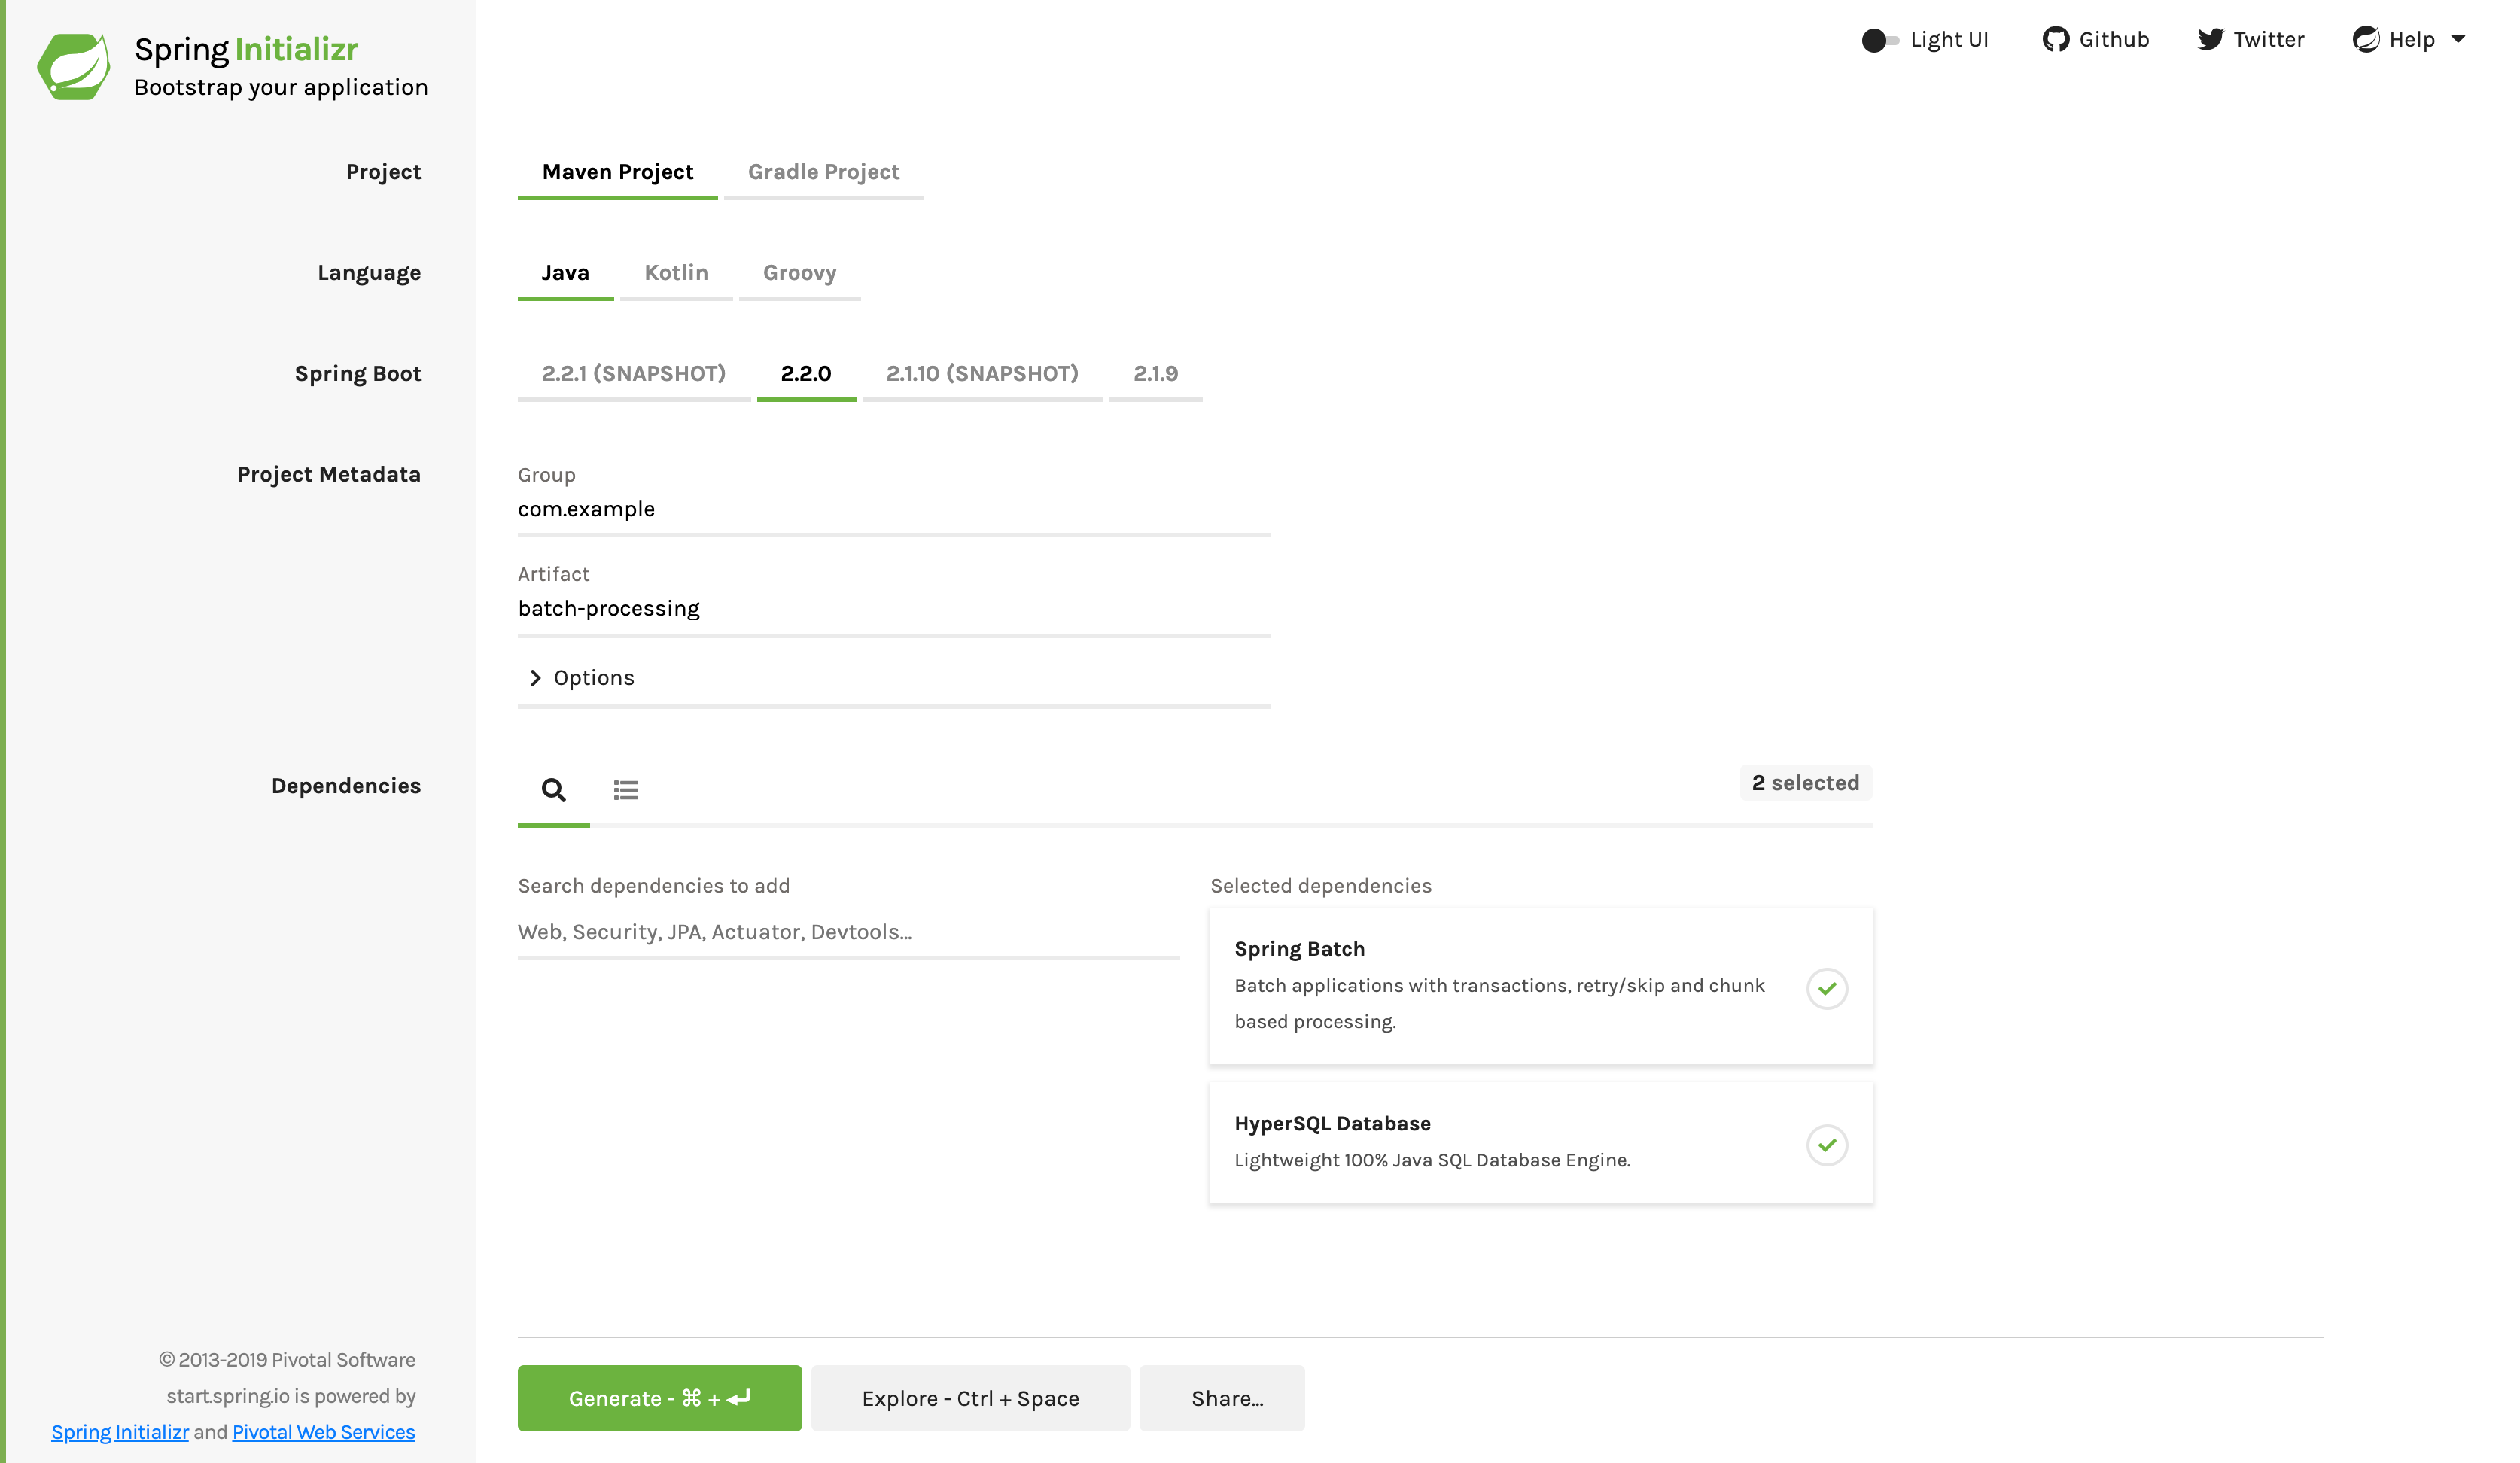 Spring Initializr
Bootstrap your application
Light UI
Github
Twitter
Help
Project
Maven Project
Gradle Project
Language
Java
Kotlin
Groovy
Spring Boot
2.2.1 (SNAPSHOT)
2.2.0
2.1.10 (SNAPSHOT)
2.1.9
Project Metadata
Group
com.example
Artifact
batch-processing
Options
Dependencies
2 selected
Search dependencies to add
Web, Security, JPA, Actuator, Devtools...
Selected dependencies
Spring Batch
Batch applications with transactions, retry/skip and chunk
based processing.
HyperSQL Database
Lightweight 100% Java SQL Database Engine.
© 2013-2019 Pivotal Software
start.spring.io is powered by
Spring Initializr and Pivotal Web Services
Generate - ⌘ + ↵
Explore - Ctrl + Space
Share...